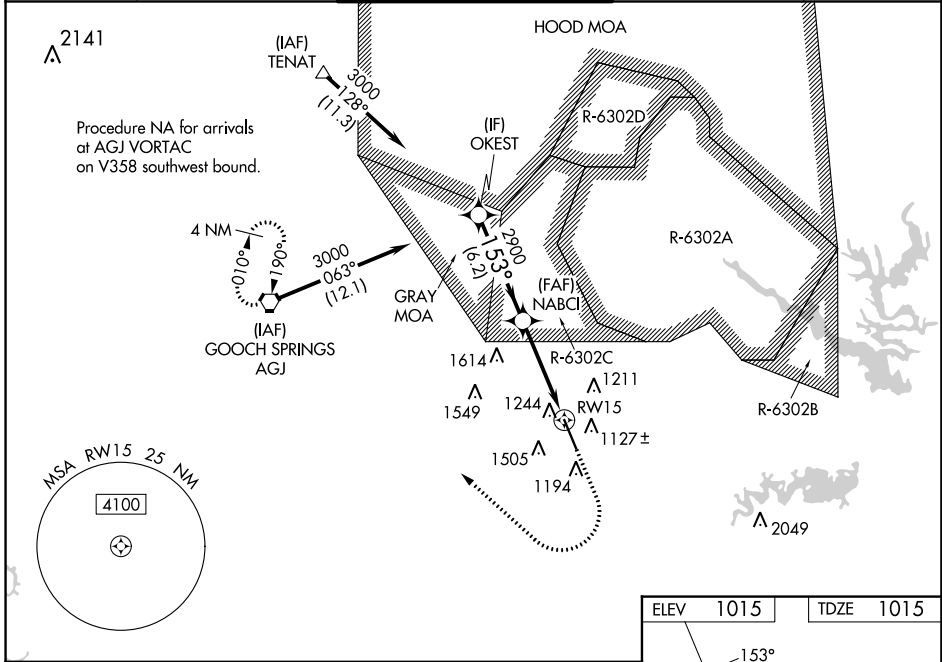 2141
(IAF)
TENAT
3000
128°
(11.3)
HOOD MOA
R-6302D
Procedure NA for arrivals
at AGJ VORTAC
on V358 southwest bound.
(IF)
OKEST
4 NM
010°
190°
3000
063°
(12.1)
2900
153°
(6.2)
R-6302A
(IAF)
GOOCH SPRINGS
AGJ
GRAY
MOA
(FAF)
NABCI
R-6302C
1614
1549
1244
1211
RW15
1127±
R-6302B
1505
1194
MSA RW15 25 NM
4100
2049
ELEV 1015
TDZE 1015
153°